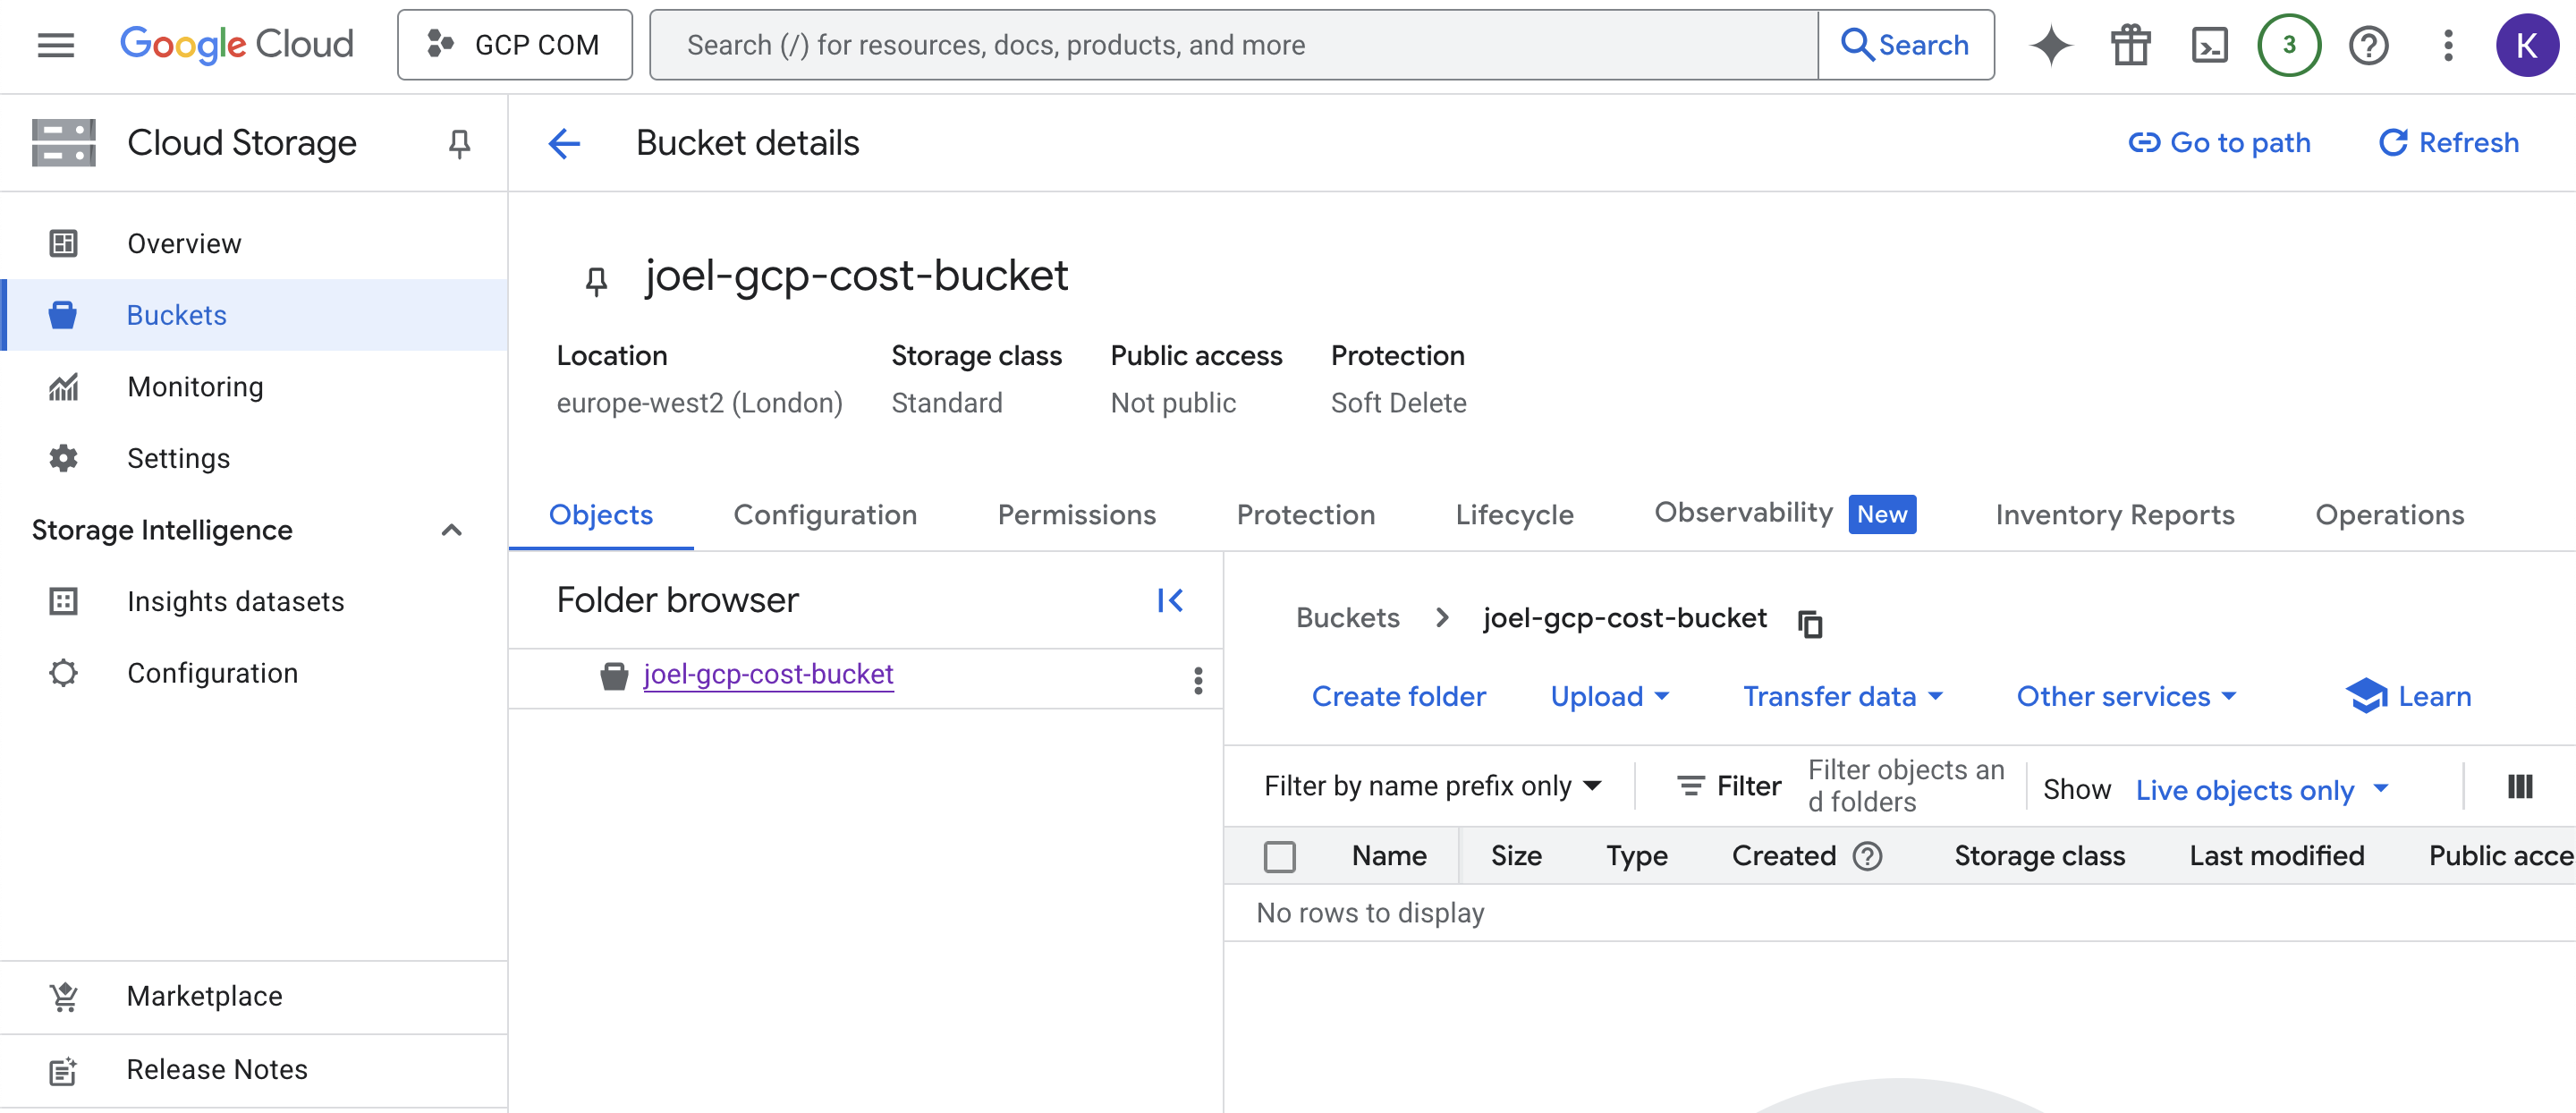 Google Cloud
GCP COM
Search (/) for resources, docs, products, and more
Search
3
K
Cloud Storage
Bucket details
Go to path
Refresh
Overview
Buckets
Monitoring
Settings
Storage Intelligence
Insights datasets
Configuration
Marketplace
Release Notes
joel-gcp-cost-bucket
Location
Storage class
Public access
Protection
europe-west2 (London)
Standard
Not public
Soft Delete
Objects
Configuration
Permissions
Protection
Lifecycle
Observability
New
Inventory Reports
Operations
Folder browser
joel-gcp-cost-bucket
Buckets
joel-gcp-cost-bucket
Create folder
Upload
Transfer data
Other services
Learn
Filter by name prefix only
Filter
Filter objects an
d folders
Show
Live objects only
Name
Size
Type
Created
Storage class
Last modified
Public acce
No rows to display